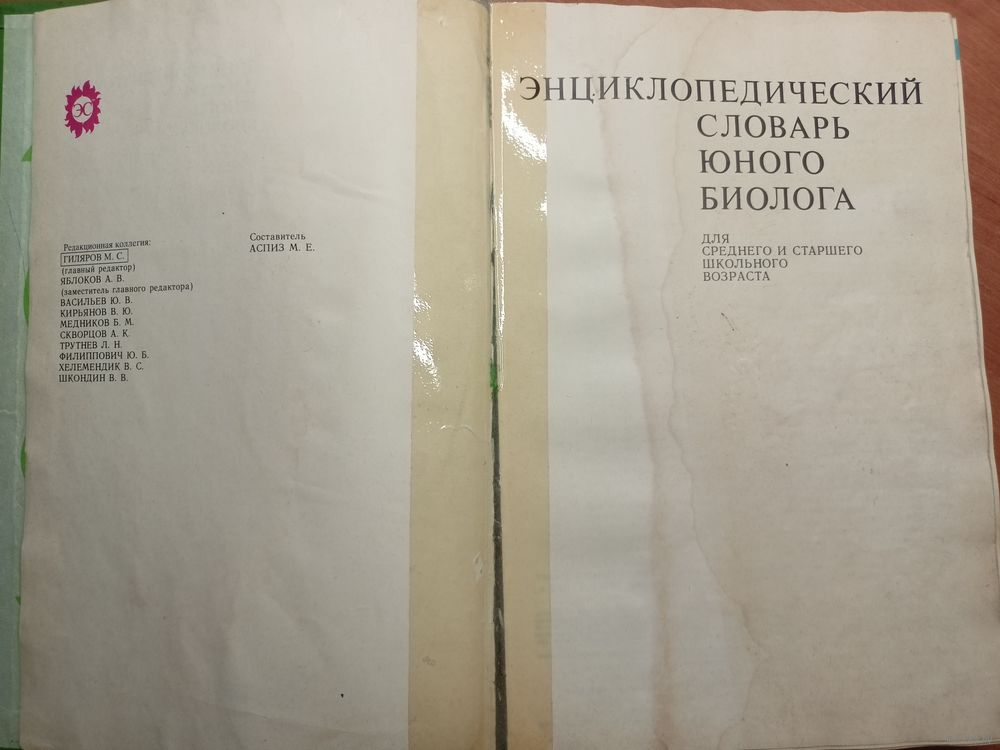 ЭС
Редакционная коллегия:
ГИЛЯРОВ М. С.
(главный редактор)
ЯБЛОКОВ А. В.
(заместитель главного редактора)
ВАСИЛЬЕВ Ю. В.
КИРЬЯНОВ В. Ю.
МЕДНИКОВ Б. М.
СКВОРЦОВ А. К.
ТРУТНЕВ Л. Н.
ФИЛИППОВИЧ Ю. Б.
ХЕЛЕМЕНДИК В. С.
ШКОНДИН В. В.
Составитель
АСПИЗ М. Е.
ЭНЦИКЛОПЕДИЧЕСКИЙ
СЛОВАРЬ
ЮНОГО
БИОЛОГА
ДЛЯ
СРЕДНЕГО И СТАРШЕГО
ШКОЛЬНОГО
ВОЗРАСТА